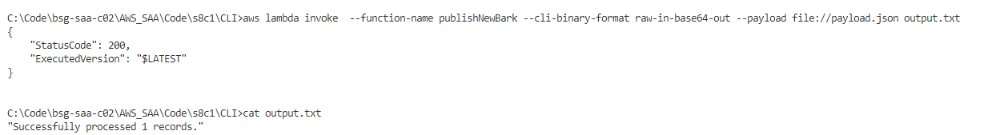 C:\Code\bsg-saa-c02\AWS_SAA\Code\s8c1\CLI>aws lambda invoke  --function-name publishNewBark --cli-binary-format raw-in-base64-out --payload file://payload.json output.txt
{
    "StatusCode": 200,
    "ExecutedVersion": "$LATEST"
}
C:\Code\bsg-saa-c02\AWS_SAA\Code\s8c1\CLI>cat output.txt
"Successfully processed 1 records."